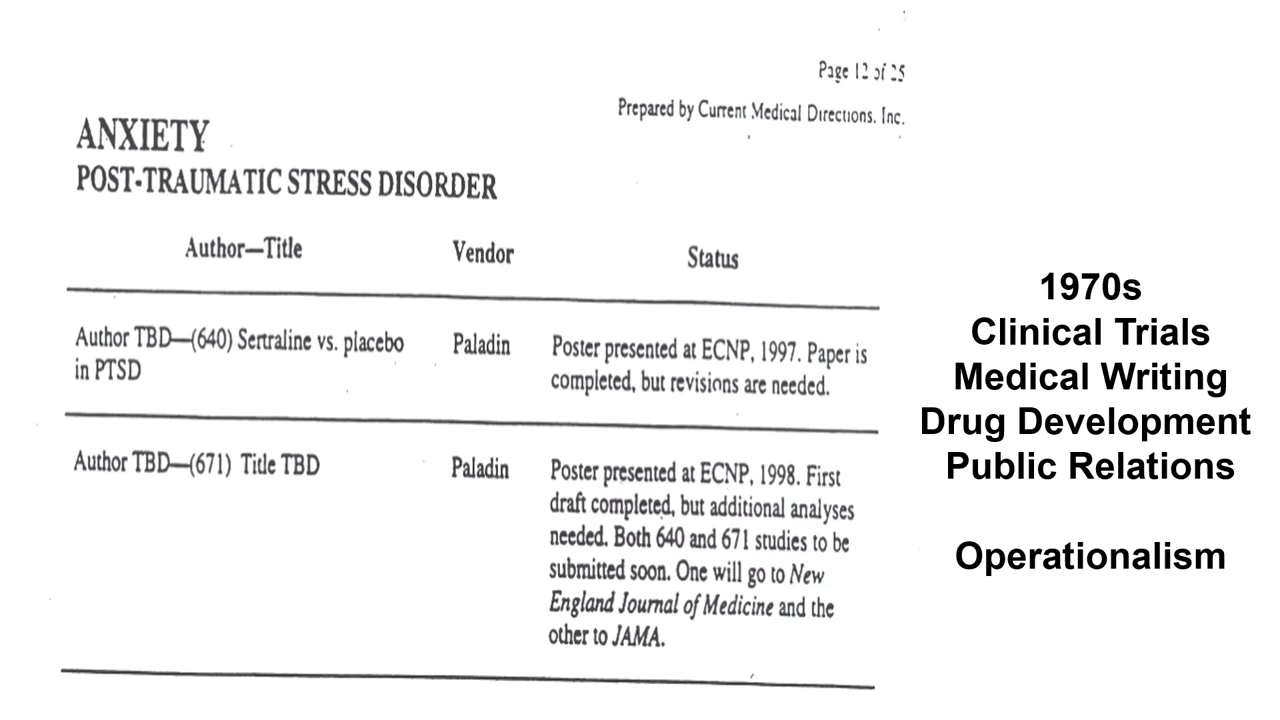 Page 12 of 25
Prepared by Current Medical Directions, Inc.
ANXIETY
POST-TRAUMATIC STRESS DISORDER
Author—Title Vendor Status
Author TBD—(640) Sertraline vs. placebo
in PTSD
Paladin
Poster presented at ECNP, 1997. Paper is
completed, but revisions are needed.
Author TBD—(671) Title TBD
Paladin
Poster presented at ECNP, 1998. First
draft completed, but additional analyses
needed. Both 640 and 671 studies to be
submitted soon. One will go to New
England Journal of Medicine and the
other to JAMA.
1970s
Clinical Trials
Medical Writing
Drug Development
Public Relations
Operationalism